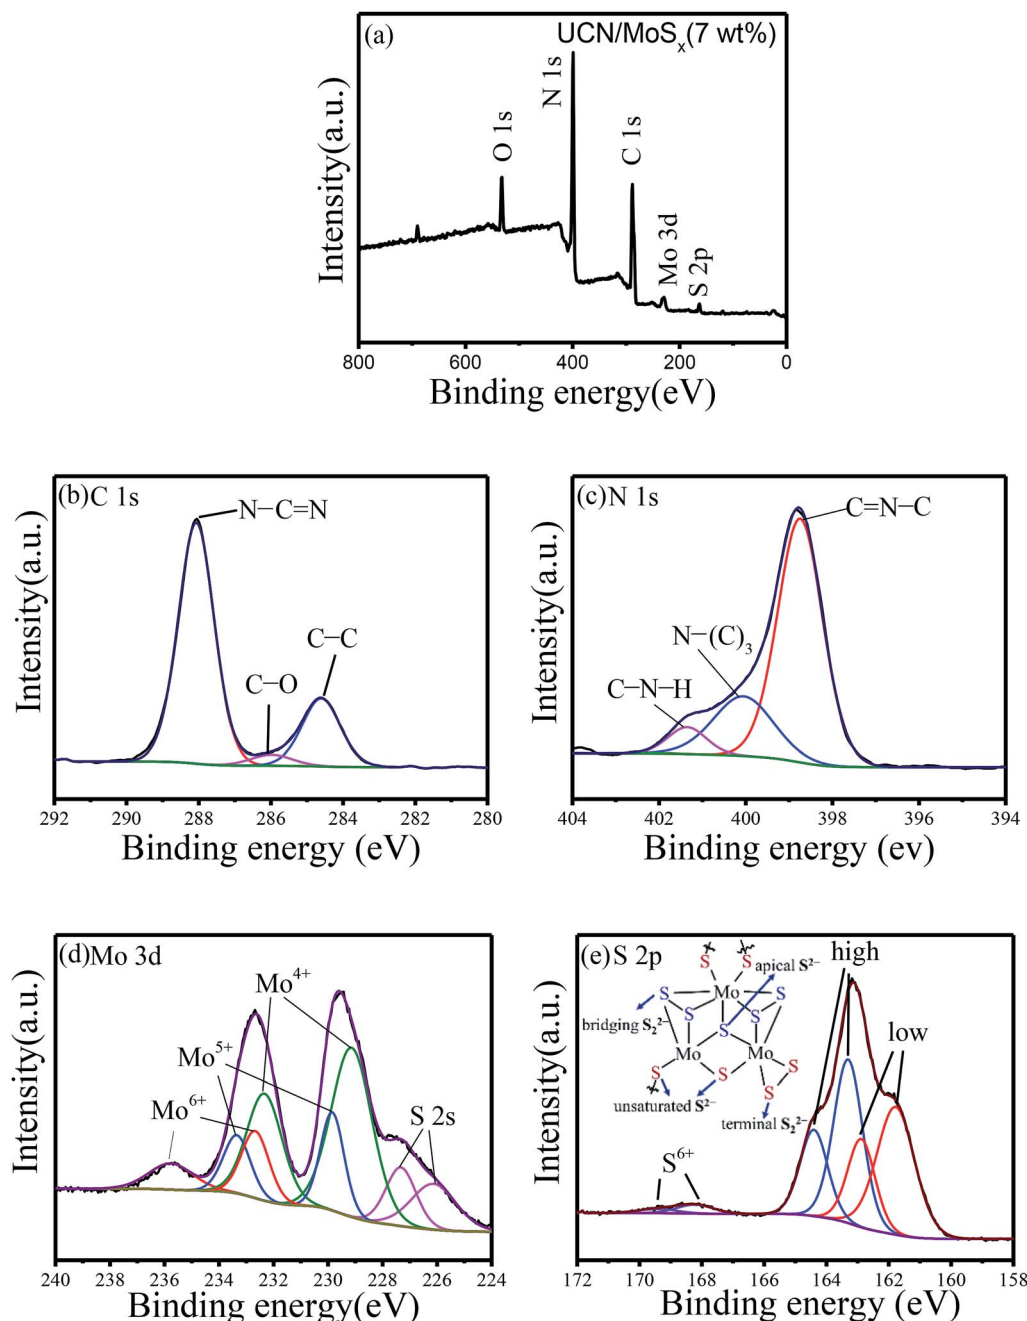 (a)
UCN/MoSₓ(7 wt%)
O 1s
N 1s
C 1s
Mo 3d
S 2p
Intensity(a.u.)
800 600 400 200 0
Binding energy(eV)
(b)C 1s
N−C=N
C−C
C−O
Intensity(a.u.)
292 290 288 286 284 282 280
Binding energy (eV)
(c)N 1s
C=N−C
N−(C)₃
C−N−H
Intensity(a.u.)
404 402 400 398 396 394
Binding energy (ev)
(d)Mo 3d
Mo⁴⁺
Mo⁵⁺
Mo⁶⁺
S 2s
Intensity(a.u.)
240 238 236 234 232 230 228 226 224
Binding energy(eV)
(e)S 2p
high
low
S S
apical S²⁻
S Mo S
S S
bridging S₂²⁻
S
Mo Mo
S S S
S
unsaturated S²⁻
terminal S₂²⁻
S⁶⁺
Intensity(a.u.)
172 170 168 166 164 162 160 158
Binding energy(eV)